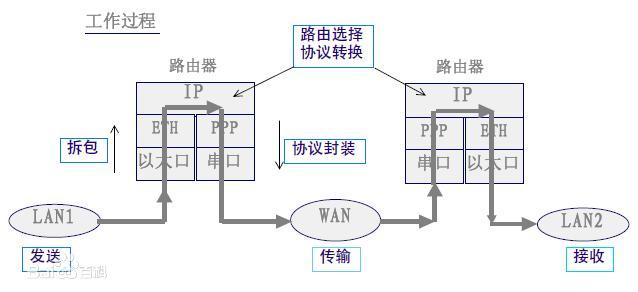 工作过程
路由选择
协议转换
路由器
路由器
IP
IP
ETH
PPP
PPP
ETH
拆包
协议封装
以太口
串口
串口
以太口
LAN1
WAN
LAN2
发送
传输
接收
Baidu百科